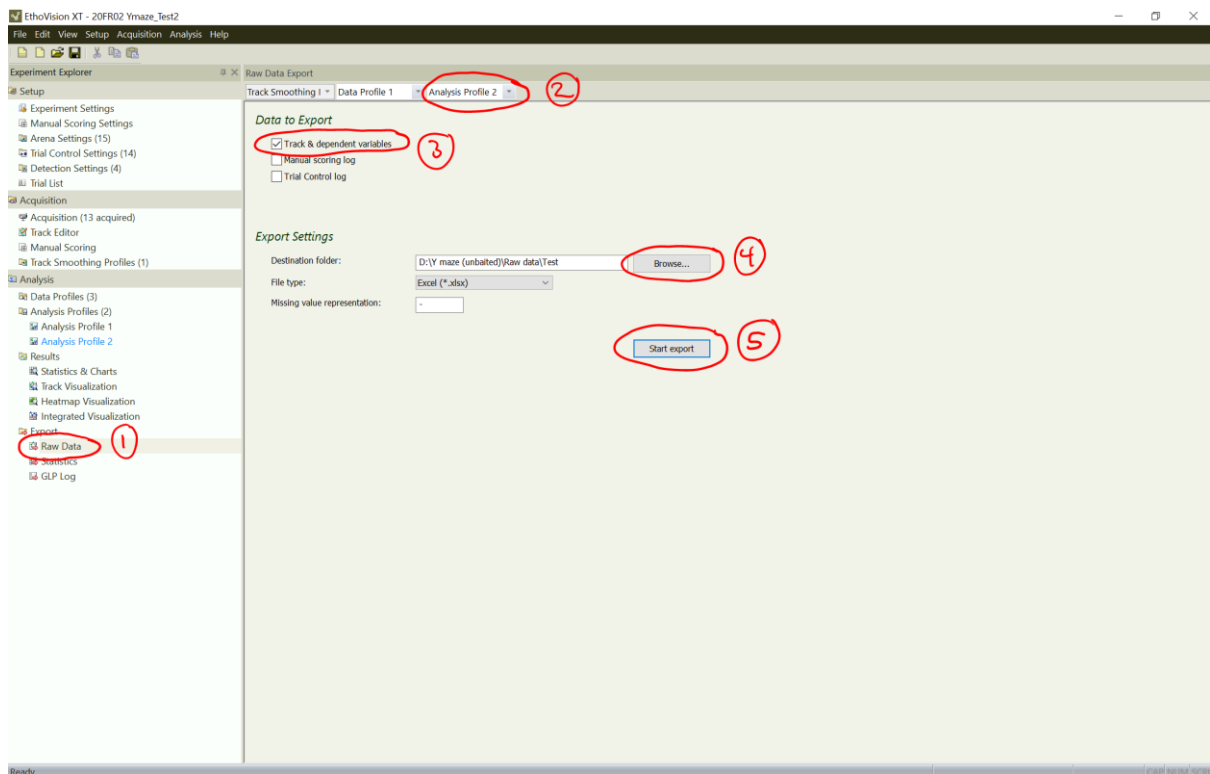 EthoVision XT - 20FR02 Ymaze_Test2
File Edit View Setup Acquisition Analysis Help
Experiment Explorer
Setup
Experiment Settings
Manual Scoring Settings
Arena Settings (15)
Trial Control Settings (14)
Detection Settings (4)
Trial List
Acquisition
Acquisition (13 acquired)
Track Editor
Manual Scoring
Track Smoothing Profiles (1)
Analysis
Data Profiles (3)
Analysis Profiles (2)
Analysis Profile 1
Analysis Profile 2
Results
Statistics & Charts
Track Visualization
Heatmap Visualization
Integrated Visualization
Export
Raw Data 1
Statistics
GLP Log
Raw Data Export
Track Smoothing Data Profile 1 Analysis Profile 2 2
Data to Export
Track & dependent variables 3
Manual scoring log
Trial Control log
Export Settings
Destination folder: D:\Y maze (unbaited)\Raw data\Test Browse... 4
File type: Excel (*.xlsx)
Missing value representation: -
Start export 5
Ready CAP NUM SCR